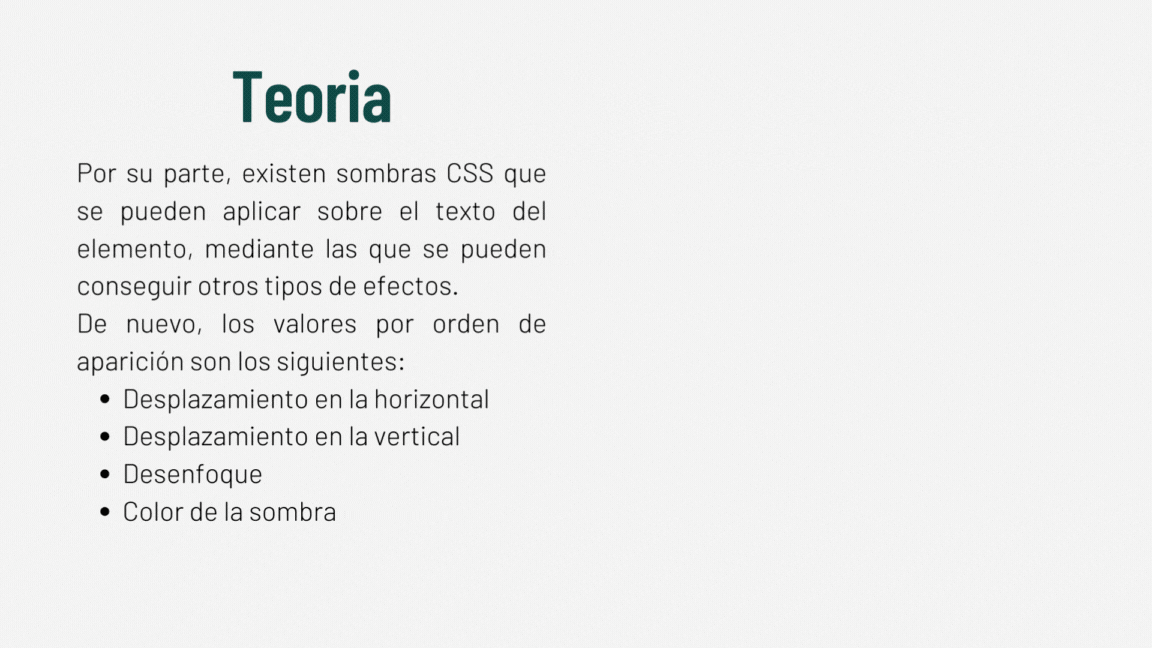 Teoria
Por su parte, existen sombras CSS que
se pueden aplicar sobre el texto del
elemento, mediante las que se pueden
conseguir otros tipos de efectos.
De nuevo, los valores por orden de
aparición son los siguientes:
• Desplazamiento en la horizontal
• Desplazamiento en la vertical
• Desenfoque
• Color de la sombra